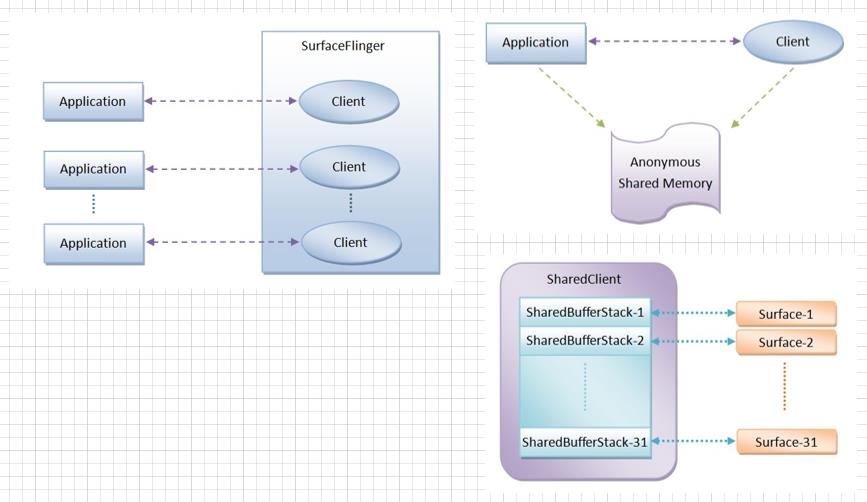 SurfaceFlinger
Application
Client
Application
Client
Application
Client
Application
Client
Anonymous
Shared Memory
SharedClient
SharedBufferStack-1
Surface-1
SharedBufferStack-2
Surface-2
SharedBufferStack-31
Surface-31